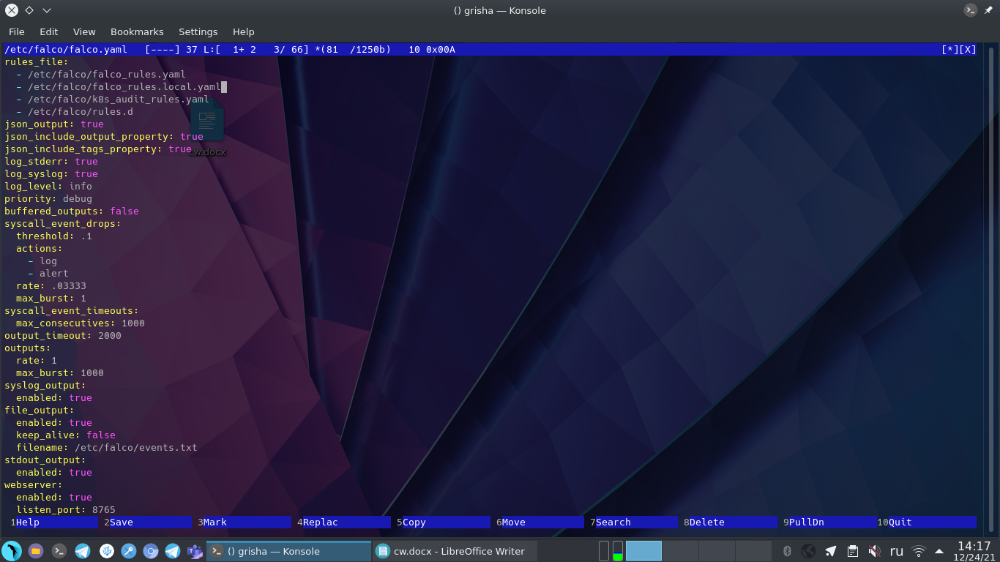 () grisha — Konsole
File Edit View Bookmarks Settings Help
/etc/falco/falco.yaml   [----] 37 L:[  1+ 2   3/ 66] *(81  /1250b)   10 0x00A   [*][X]
rules_file:
  - /etc/falco/falco_rules.yaml
  - /etc/falco/falco_rules.local.yaml
  - /etc/falco/k8s_audit_rules.yaml
  - /etc/falco/rules.d
json_output: true
json_include_output_property: true
json_include_tags_property: true
cw.docx
log_stderr: true
log_syslog: true
log_level: info
priority: debug
buffered_outputs: false
syscall_event_drops:
  threshold: .1
  actions:
    - log
    - alert
  rate: .03333
  max_burst: 1
syscall_event_timeouts:
  max_consecutives: 1000
output_timeout: 2000
outputs:
  rate: 1
  max_burst: 1000
syslog_output:
  enabled: true
file_output:
  enabled: true
  keep_alive: false
  filename: /etc/falco/events.txt
stdout_output:
  enabled: true
webserver:
  enabled: true
  listen_port: 8765
1Help 2Save 3Mark 4Replac 5Copy 6Move 7Search 8Delete 9PullDn 10Quit
() grisha — Konsole
cw.docx - LibreOffice Writer
ru
14:17
12/24/21